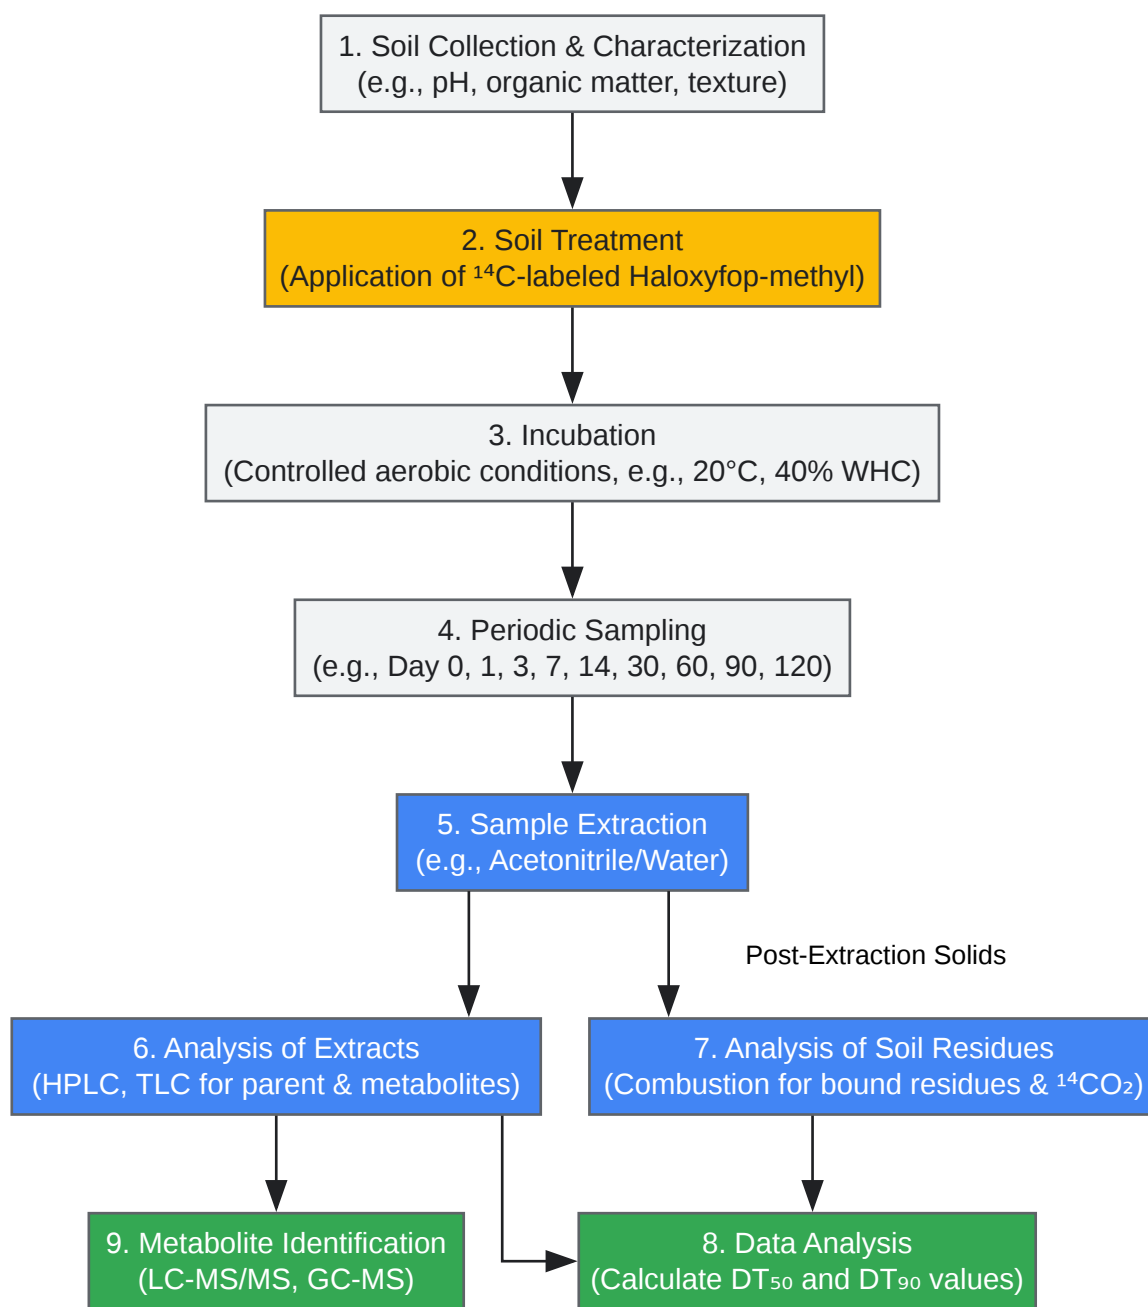 1. Soil Collection & Characterization
(e.g., pH, organic matter, texture)
2. Soil Treatment
(Application of ¹⁴C-labeled Haloxyfop-methyl)
3. Incubation
(Controlled aerobic conditions, e.g., 20°C, 40% WHC)
4. Periodic Sampling
(e.g., Day 0, 1, 3, 7, 14, 30, 60, 90, 120)
5. Sample Extraction
(e.g., Acetonitrile/Water)
Post-Extraction Solids
6. Analysis of Extracts
(HPLC, TLC for parent & metabolites)
7. Analysis of Soil Residues
(Combustion for bound residues & ¹⁴CO₂)
9. Metabolite Identification
(LC-MS/MS, GC-MS)
8. Data Analysis
(Calculate DT₅₀ and DT₉₀ values)